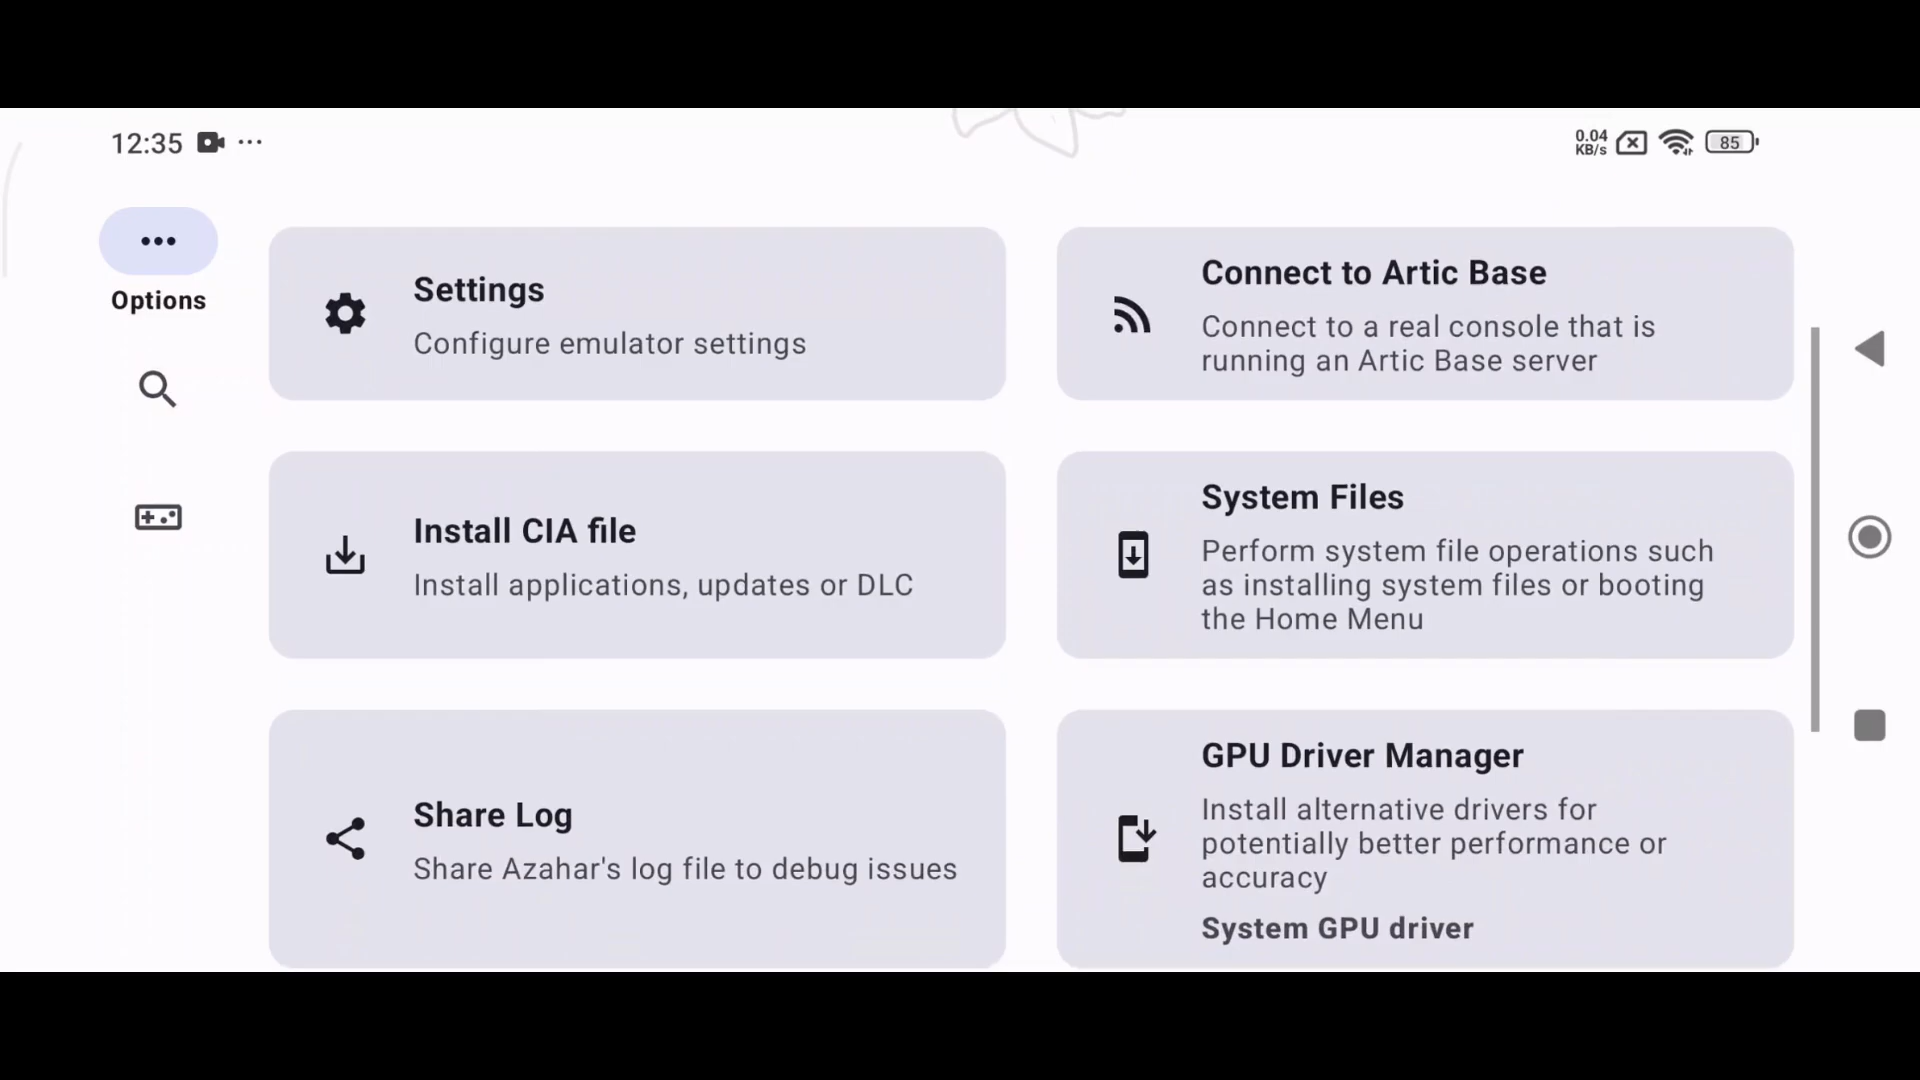 12:35
0.04
KB/s
85
Options
Settings
Configure emulator settings
Connect to Artic Base
Connect to a real console that is
running an Artic Base server
Install CIA file
Install applications, updates or DLC
System Files
Perform system file operations such
as installing system files or booting
the Home Menu
Share Log
Share Azahar's log file to debug issues
GPU Driver Manager
Install alternative drivers for
potentially better performance or
accuracy
System GPU driver